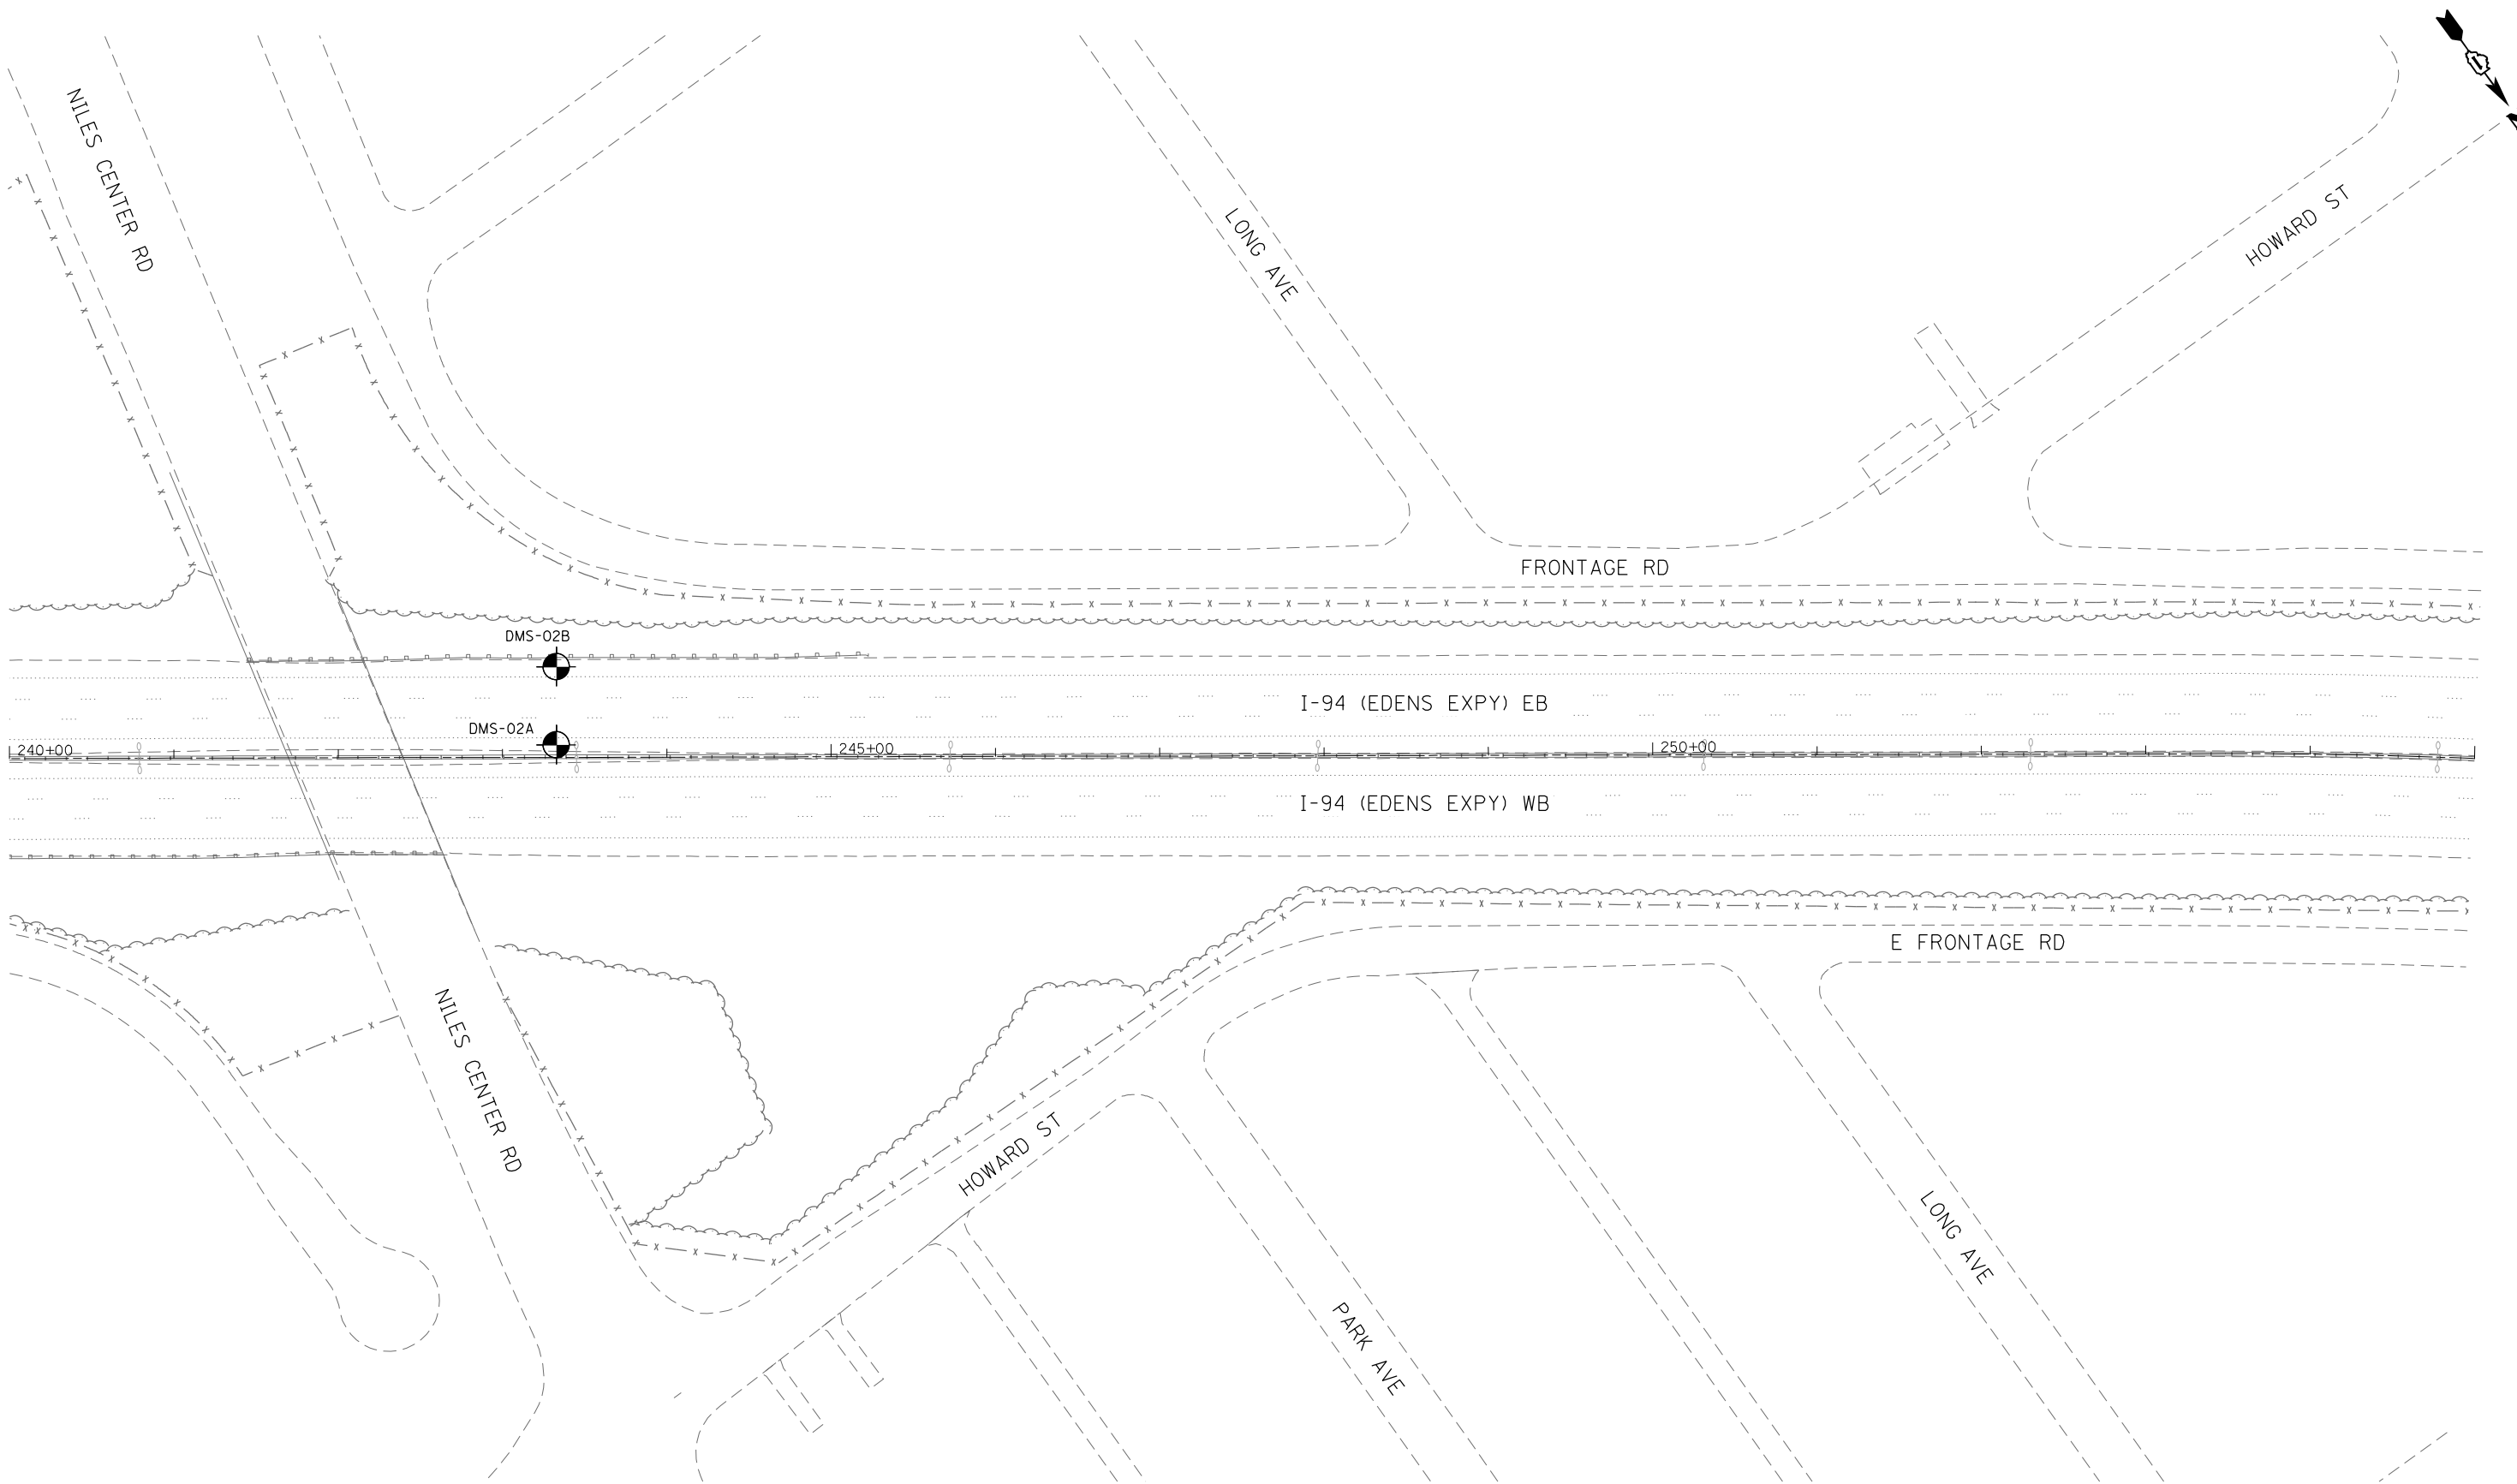 NILES CENTER RD
LONG AVE
HOWARD ST
FRONTAGE RD
DMS-02B
I-94 (EDENS EXPY) EB
DMS-02A
240+00
245+00
250+00
I-94 (EDENS EXPY) WB
E FRONTAGE RD
NILES CENTER RD
HOWARD ST
LONG AVE
PARK AVE